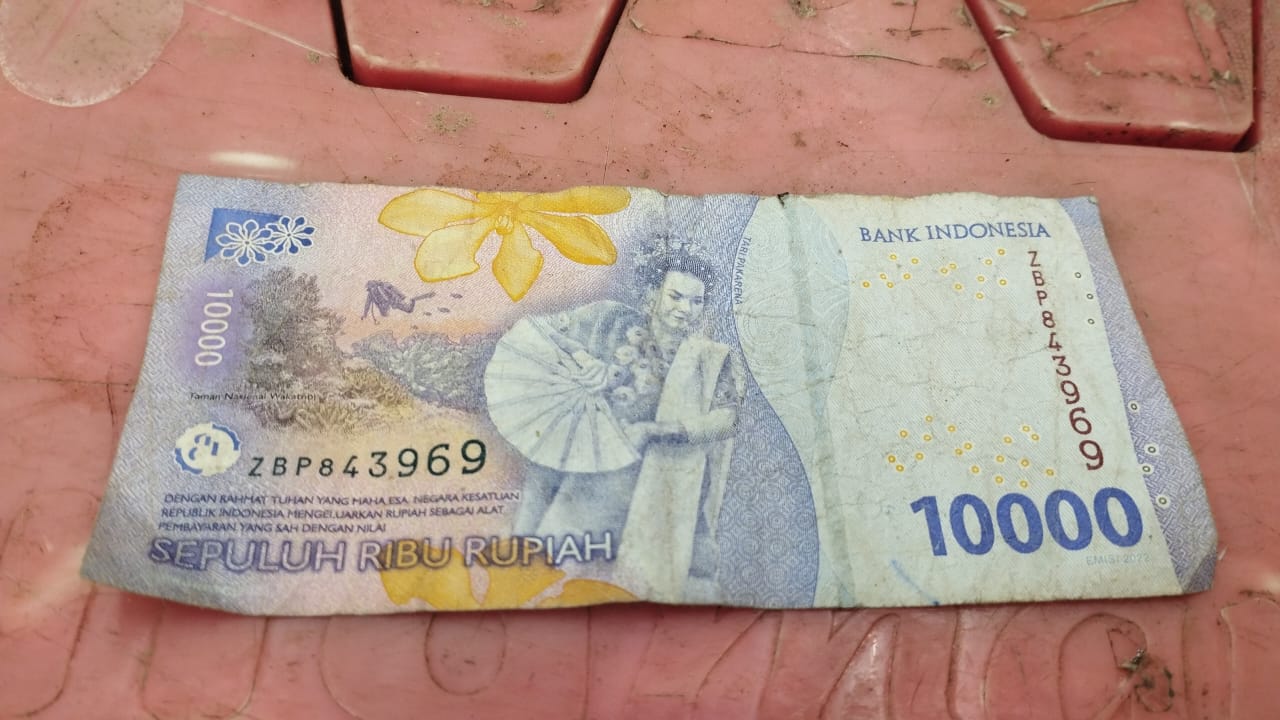 BANK INDONESIA
TARI PAKARENA
ZBP843969
10000
Taman Nasional Wakatobi
ZBP843969
DENGAN RAHMAT TUHAN YANG MAHA ESA, NEGARA KESATUAN
REPUBLIK INDONESIA MENGELUARKAN RUPIAH SEBAGAI ALAT
PEMBAYARAN YANG SAH DENGAN NILAI
SEPULUH RIBU RUPIAH
10000
EMISI 2022